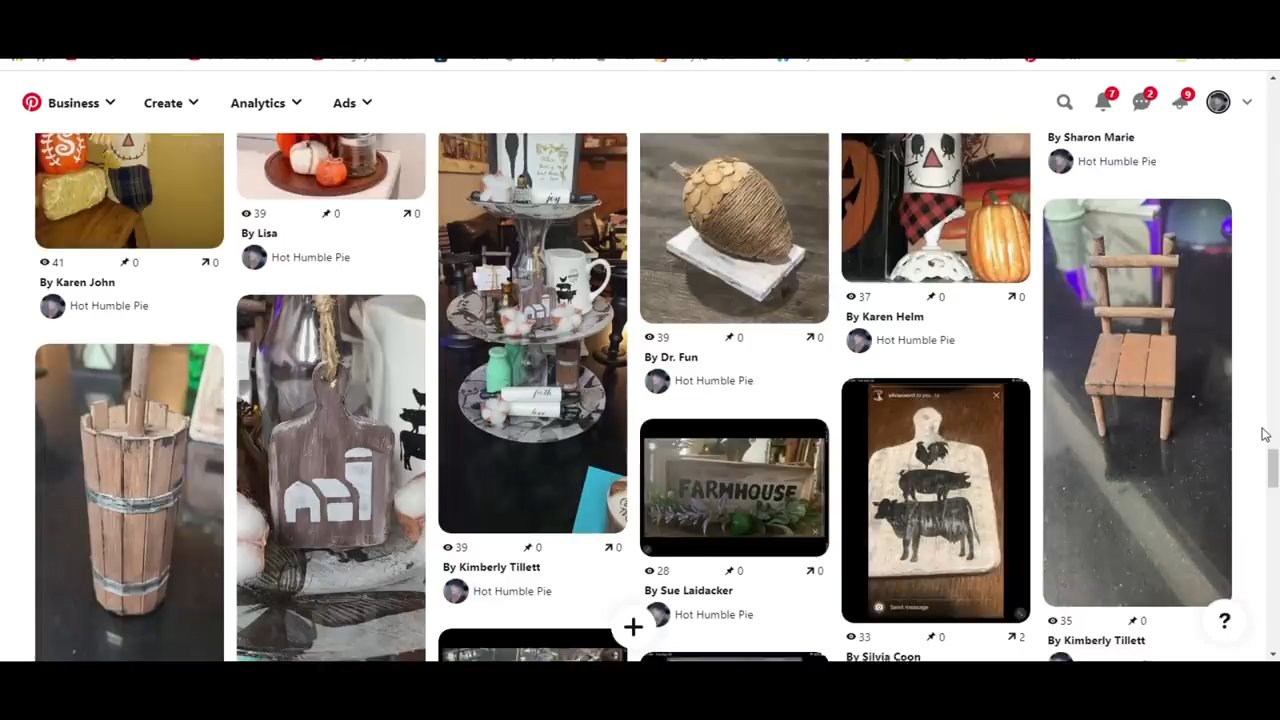 Business
Create
Analytics
Ads
7
2
9
41
0
0
By Karen John
Hot Humble Pie
39
0
0
By Lisa
Hot Humble Pie
joy
faith
love
39
0
0
By Kimberly Tillett
Hot Humble Pie
39
0
0
By Dr. Fun
Hot Humble Pie
FARMHOUSE
28
0
0
By Sue Laidacker
Hot Humble Pie
37
0
0
By Karen Helm
Hot Humble Pie
Send message
33
0
2
By Silvia Coon
By Sharon Marie
Hot Humble Pie
35
0
By Kimberly Tillett
+
?